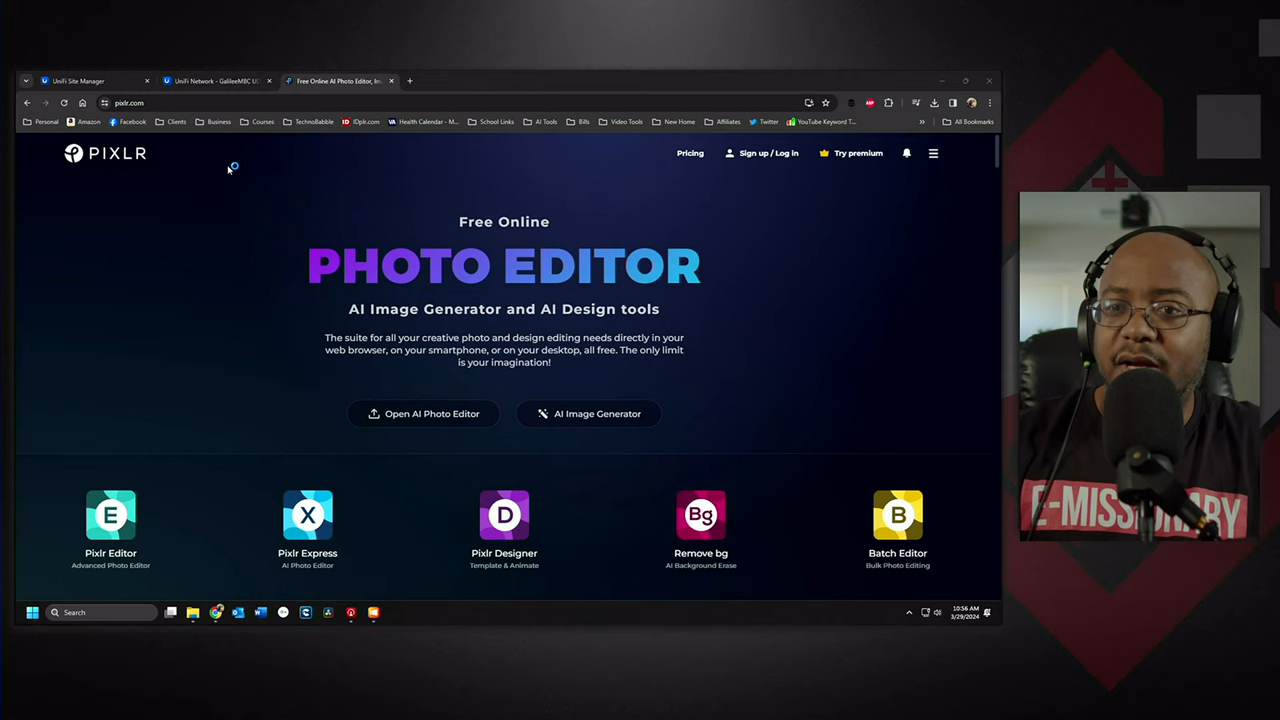 UniFi Site Manager
UniFi Network - GalileeMBC UD
Free Online AI Photo Editor, Im
pixlr.com
ABP
Personal
Amazon
Facebook
Clients
Business
Courses
TechnoBabble
ID IDplr.com
VA Health Calendar - M...
School Links
AI Tools
Bills
Video Tools
New Home
Affiliates
Twitter
YouTube Keyword T...
»
All Bookmarks
PIXLR
Pricing
Sign up / Log in
Try premium
Free Online
PHOTO EDITOR
AI Image Generator and AI Design tools
The suite for all your creative photo and design editing needs directly in your
web browser, on your smartphone, or on your desktop, all free. The only limit
is your imagination!
Open AI Photo Editor
AI Image Generator
E
X
D
Bg
B
Pixlr Editor
Pixlr Express
Pixlr Designer
Remove bg
Batch Editor
Advanced Photo Editor
AI Photo Editor
Template & Animate
AI Background Erase
Bulk Photo Editing
Search
10:56 AM
3/29/2024
E-MISSIONARY